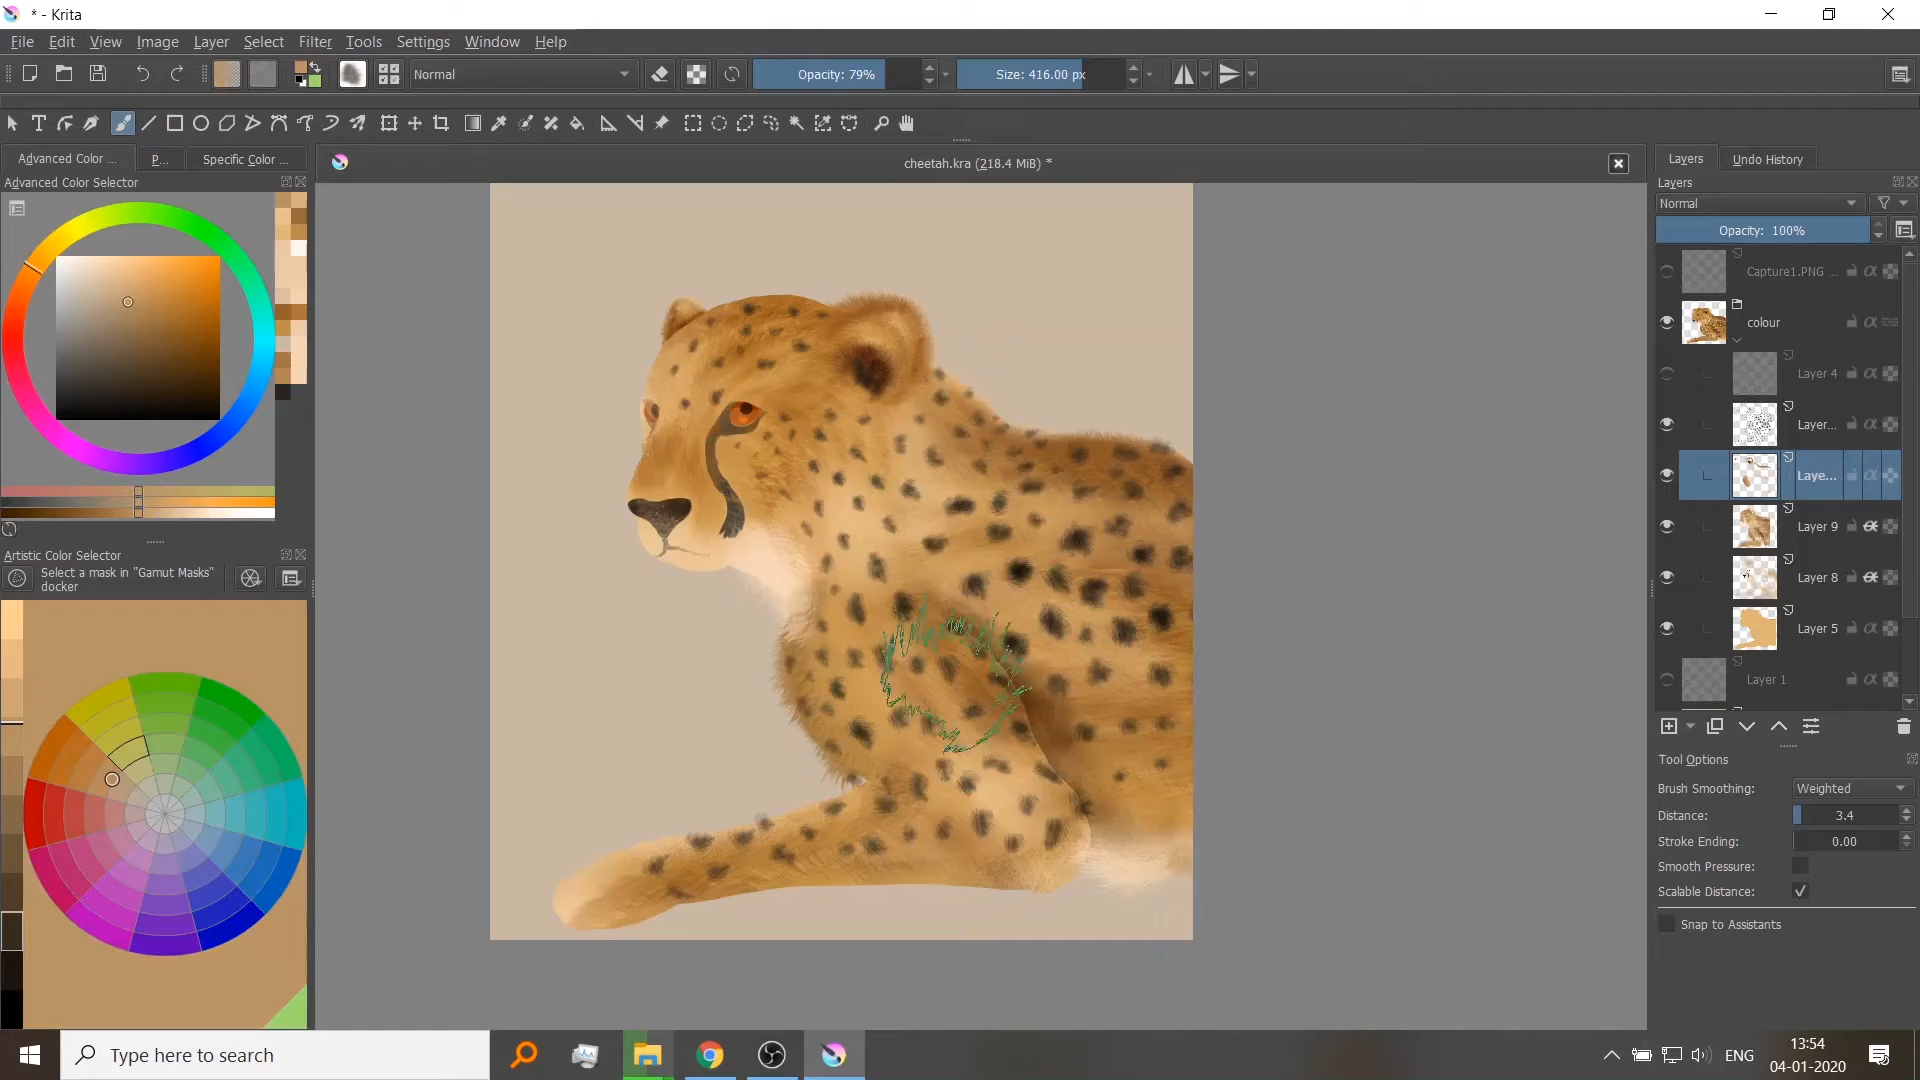 * - Krita
File Edit View Image Layer Select Filter Tools Settings Window Help
Normal
Opacity: 79%
Size: 416.00 px
Advanced Color ...
P...
Specific Color ...
cheetah.kra (218.4 MiB) *
Layers
Undo History
Advanced Color Selector
Layers
Normal
Opacity: 100%
Capture1.PNG ...
colour
Layer 4
Layer...
Laye...
Layer 9
Layer 8
Layer 5
Layer 1
Artistic Color Selector
Select a mask in "Gamut Masks"
docker
Tool Options
Brush Smoothing: Weighted
Distance: 3.4
Stroke Ending: 0.00
Smooth Pressure:
Scalable Distance:
Snap to Assistants
Type here to search
ENG
13:54
04-01-2020